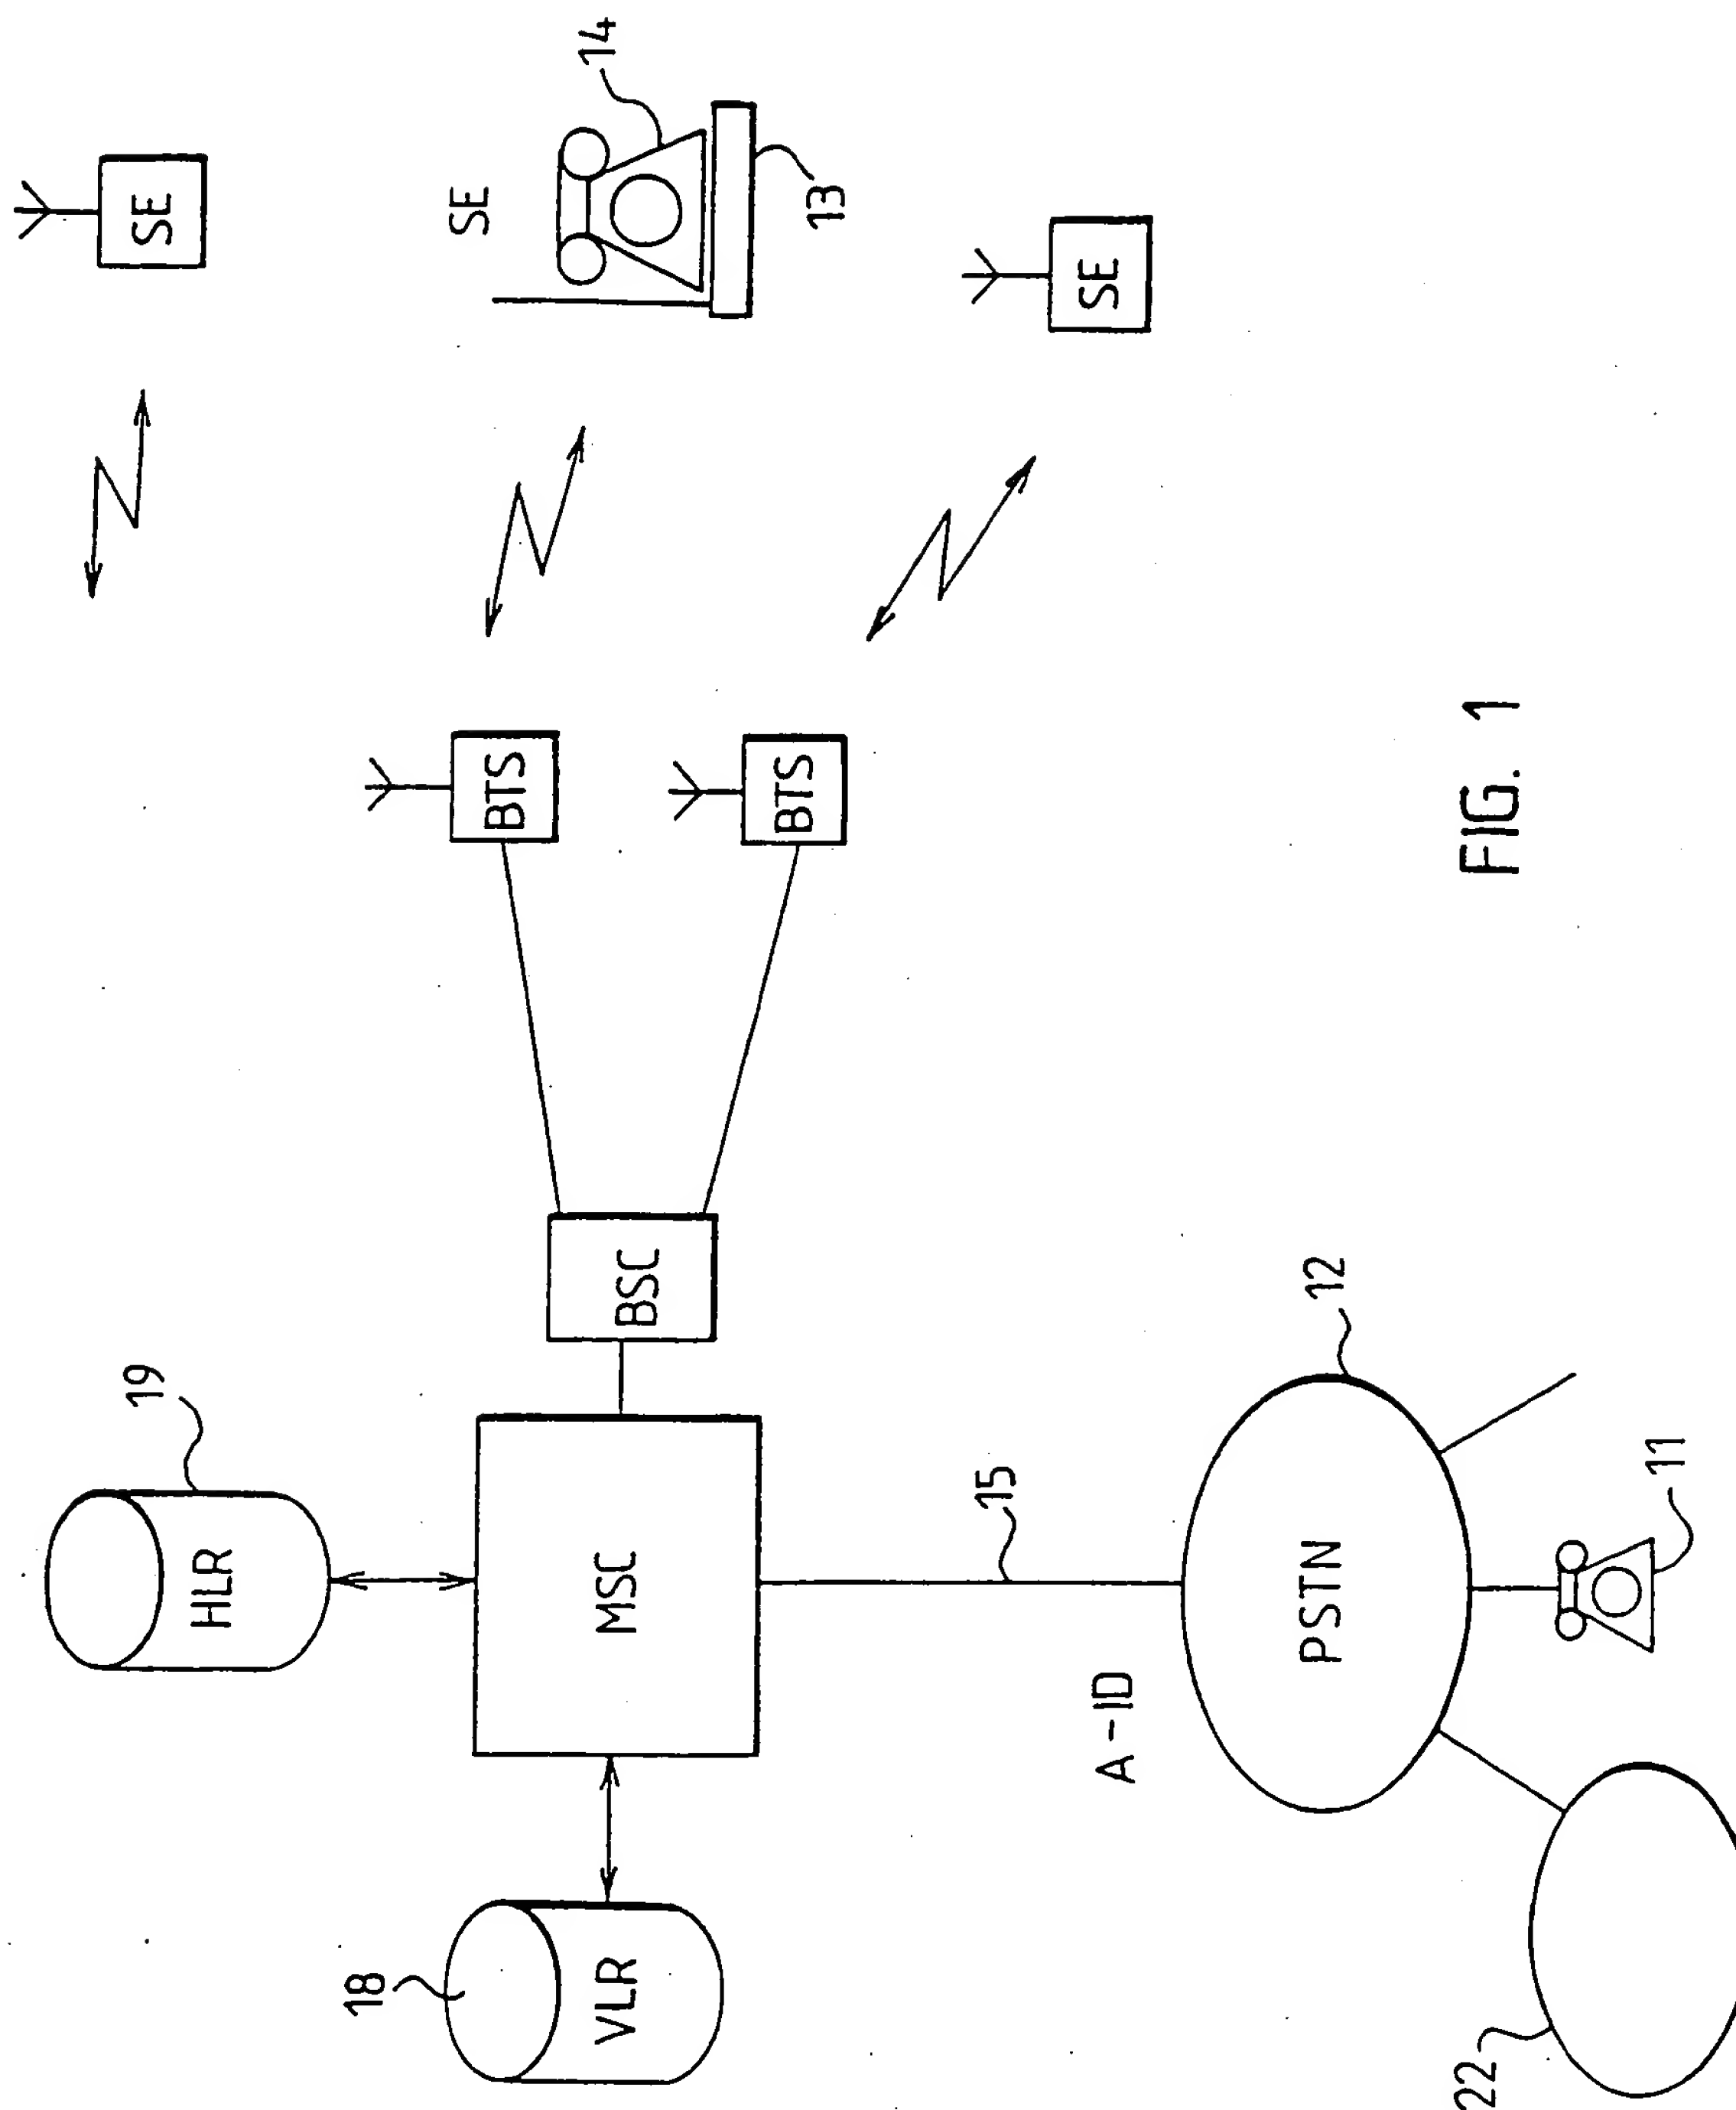 19
HLR
18
VLR
MSC
BSC
BTS
BTS
SE
SE
14
13
SE
15
A-ID
PSTN
12
11
22
FIG. 1